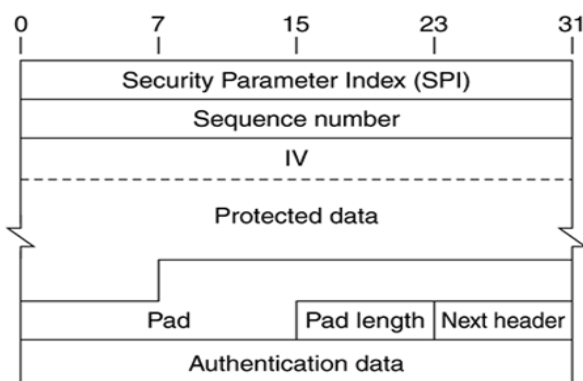 0 7 15 23 31
Security Parameter Index (SPI)
Sequence number
IV
Protected data
Pad Pad length Next header
Authentication data